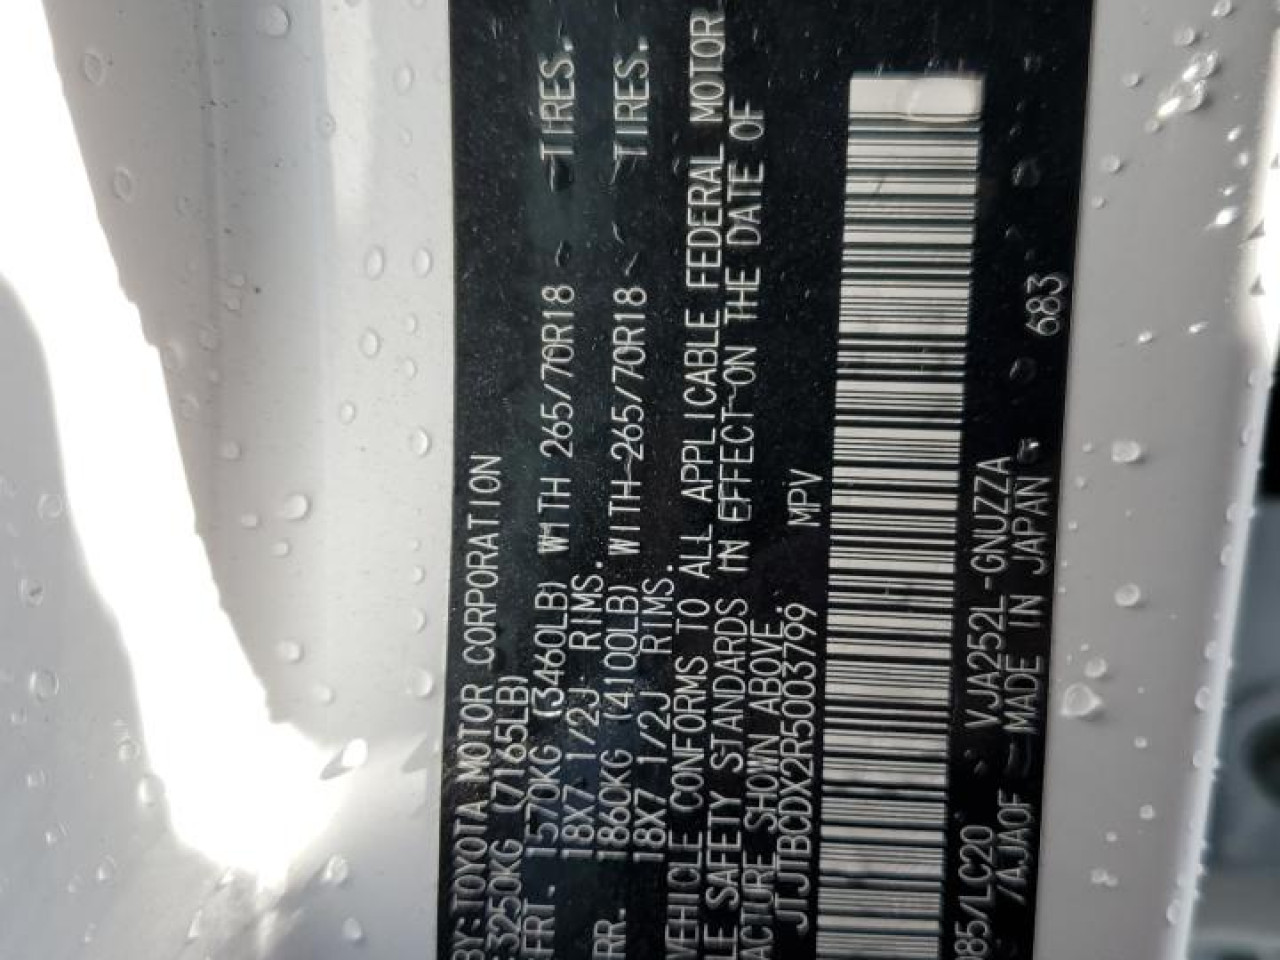 BY:TOYOTA MOTOR CORPORATION
3250KG (7165LB)
FRT. 1570KG (3460LB) WITH 265/70R18 TIRES.
18X7 1/2J RIMS.
RR. 1860KG (4100LB) WITH 265/70R18 TIRES.
18X7 1/2J RIMS.
VEHICLE CONFORMS TO ALL APPLICABLE FEDERAL MOTOR
LE SAFETY STANDARDS IN EFFECT ON THE DATE OF
ACTURE SHOWN ABOVE.
JTJTBCDX2R5003799 MPV
085/LC20 VJA252L-GNUZZA
/AJA0F MADE IN JAPAN 683